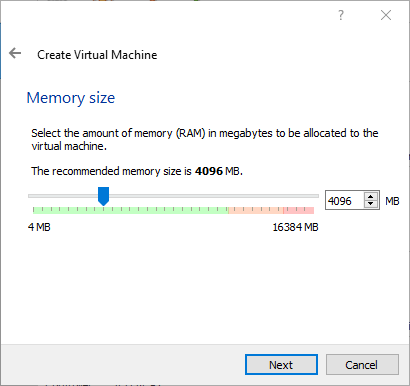 ?
Create Virtual Machine
Memory size
Select the amount of memory (RAM) in megabytes to be allocated to the
virtual machine.
The recommended memory size is 4096 MB.
4096 MB
4 MB 16384 MB
Next Cancel